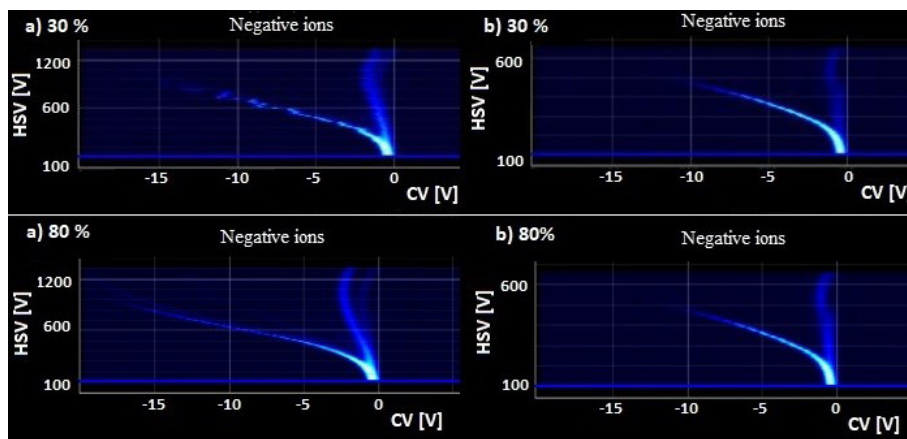 a) 30 %
Negative ions
HSV [V]
1200
600
100
-15
-10
-5
0
CV [V]
b) 30 %
Negative ions
HSV [V]
600
100
-15
-10
-5
0
CV [V]
a) 80 %
Negative ions
HSV [V]
1200
600
100
-15
-10
-5
0
CV [V]
b) 80%
Negative ions
HSV [V]
600
100
-15
-10
-5
0
CV [V]